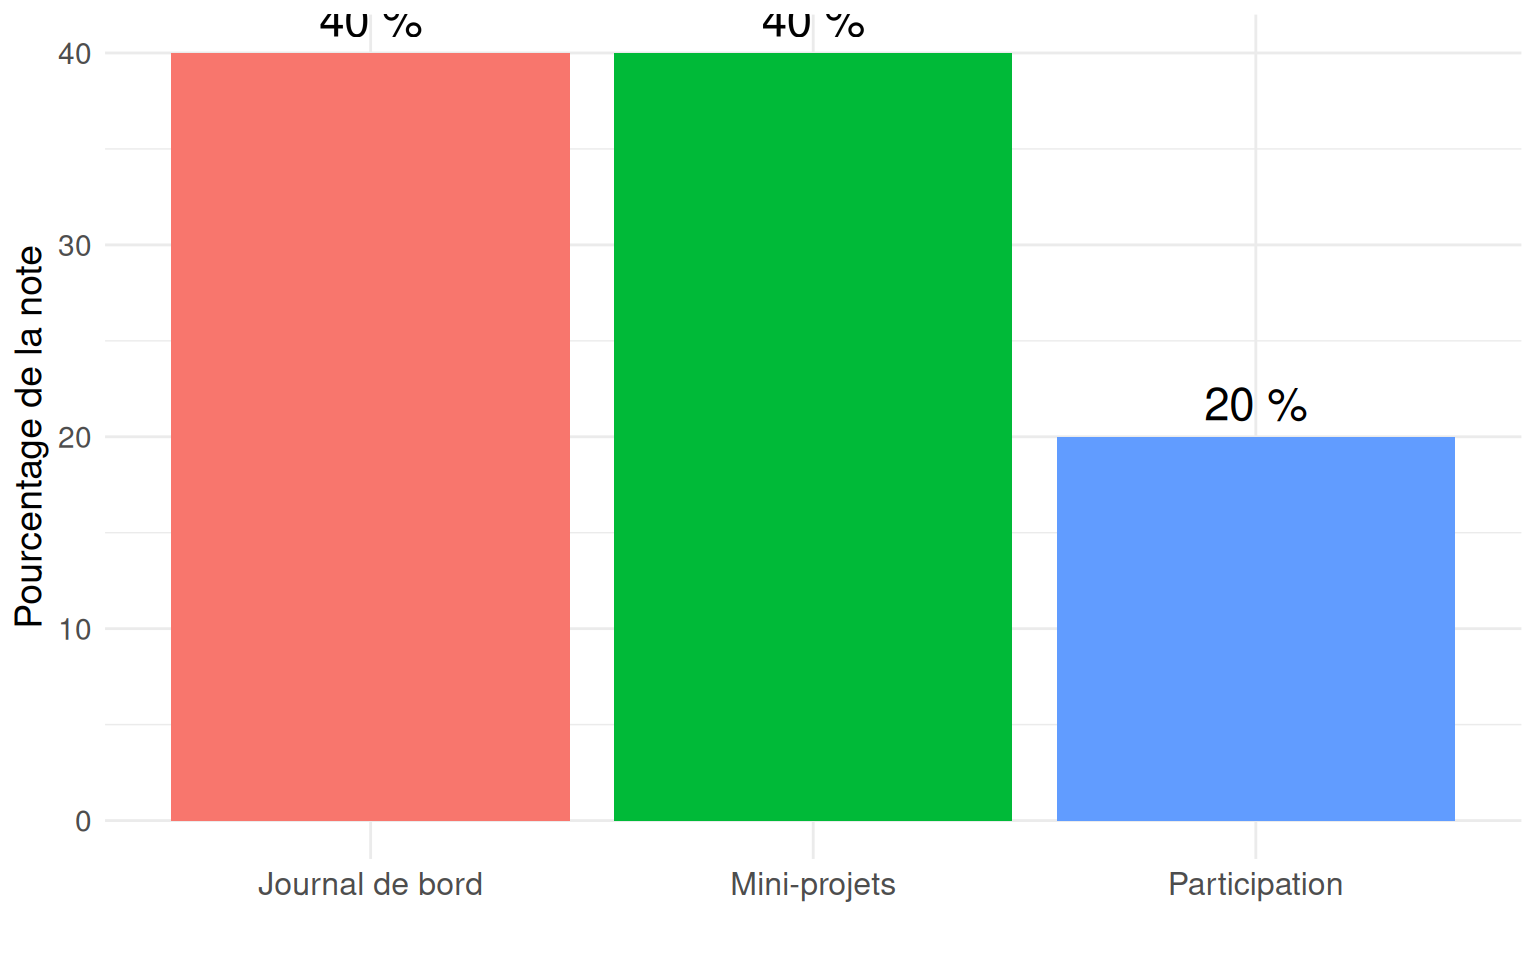 40 %
40 %
40
30
20 %
20
10
0
Pourcentage de la note
Journal de bord
Mini-projets
Participation